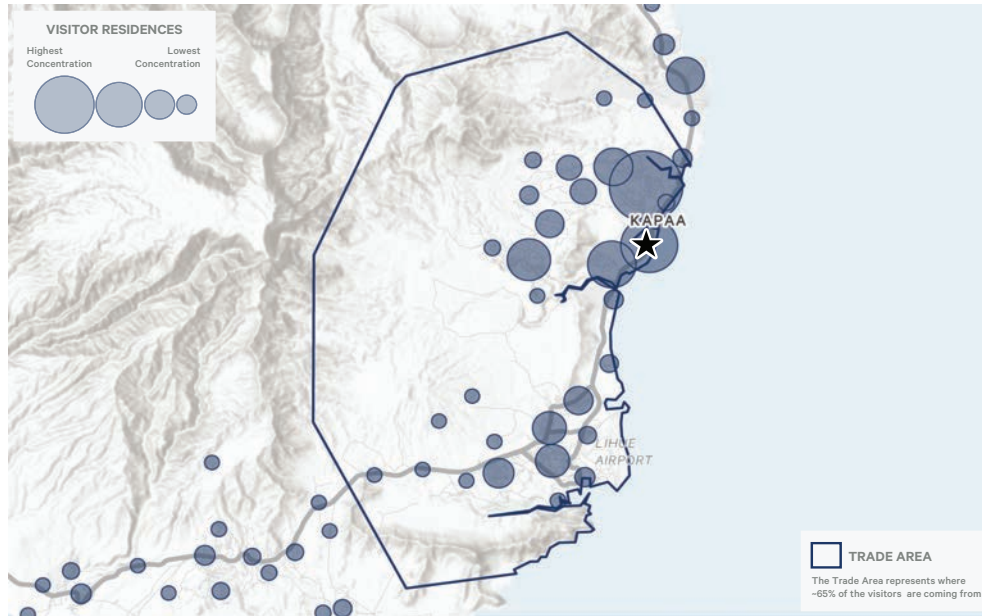 VISITOR RESIDENCES
Highest Lowest
Concentration Concentration
KAPAA
LIHUE
AIRPORT
TRADE AREA
The Trade Area represents where
~65% of the visitors are coming from